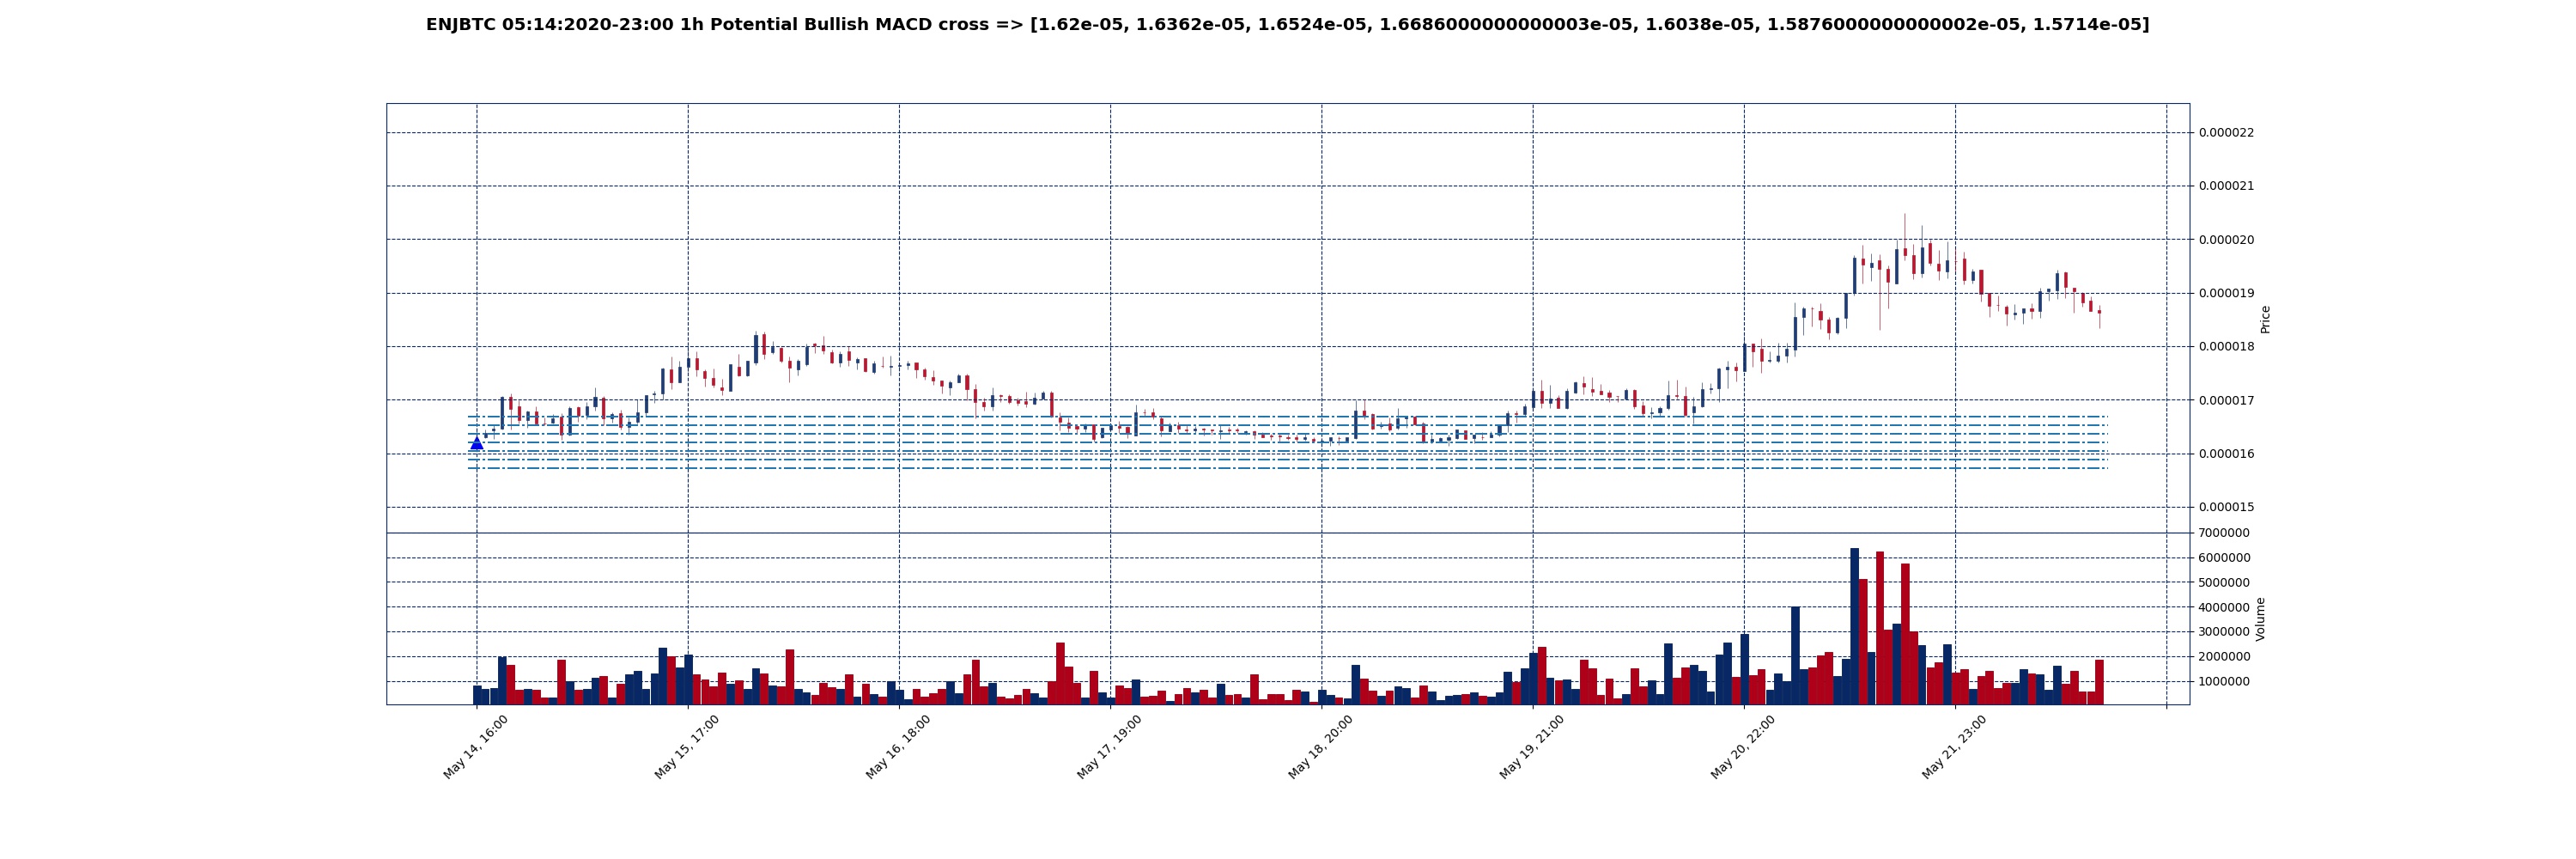 ENJBTC 05:14:2020-23:00 1h Potential Bullish MACD cross => [1.62e-05, 1.6362e-05, 1.6524e-05, 1.6686000000000003e-05, 1.6038e-05, 1.5876000000000002e-05, 1.5714e-05]
0.000022
0.000021
0.000020
0.000019
Price
0.000018
0.000017
0.000016
0.000015
7000000
6000000
5000000
4000000
Volume
3000000
2000000
1000000
May 14, 16:00
May 15, 17:00
May 16, 18:00
May 17, 19:00
May 18, 20:00
May 19, 21:00
May 20, 22:00
May 21, 23:00